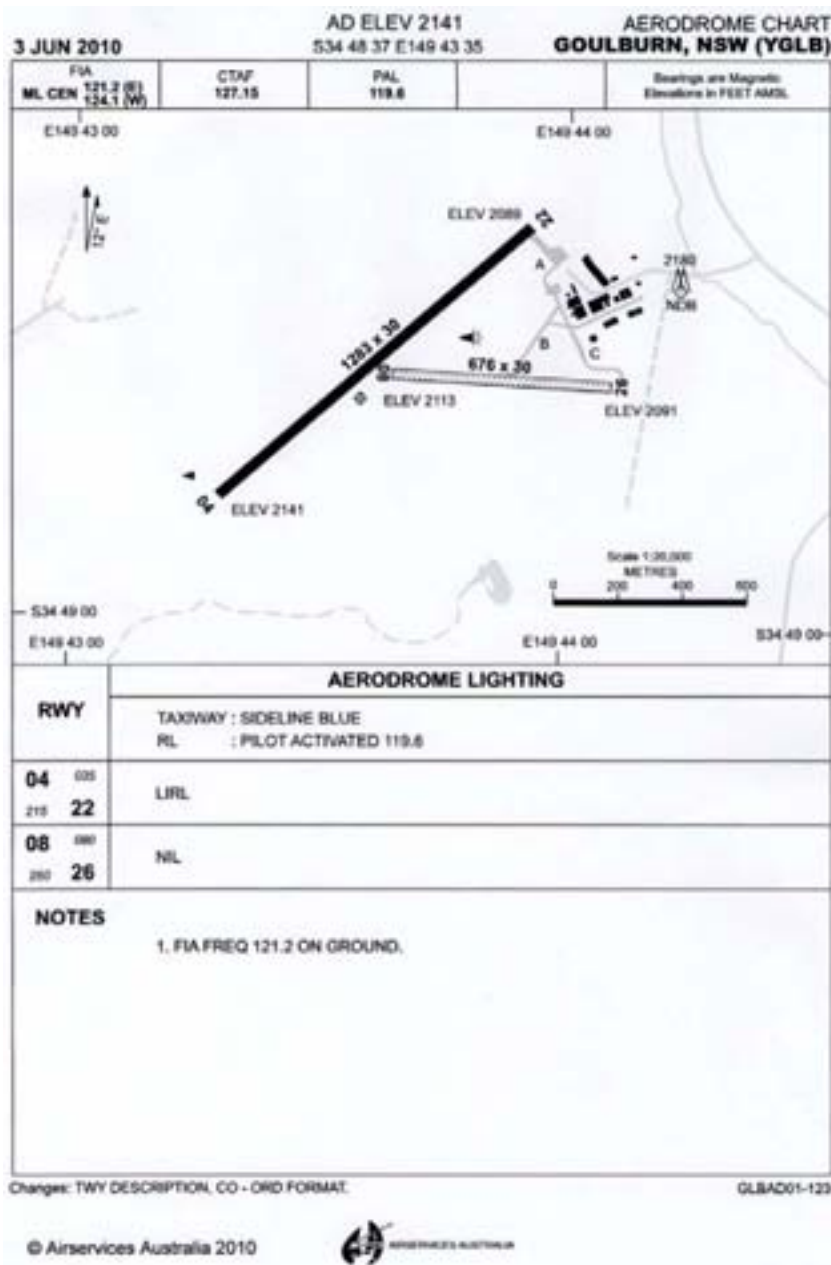 AD ELEV 2141
AERODROME CHART
3 JUN 2010
S34 48 37 E149 43 35
GOULBURN, NSW (YGLB)
FIA
ML CEN 121.2 (E)
124.1 (W)
CTAF
127.15
PAL
119.6
Bearings are Magnetic
Elevations in FEET AMSL
E149 43 00
E149 44 00
12° E
ELEV 2089
22
A
2180
NDB
1283 x 30
B
C
676 x 30
08
26
ELEV 2113
ELEV 2091
04
ELEV 2141
Scale 1:20,000
METRES
0 200 400 600
S34 49 00
S34 49 00
E149 43 00
E149 44 00
RWY
AERODROME LIGHTING
TAXIWAY : SIDELINE BLUE
RL : PILOT ACTIVATED 119.6
04 035
215 22
LIRL
08 080
260 26
NIL
NOTES
1. FIA FREQ 121.2 ON GROUND.
Changes: TWY DESCRIPTION, CO - ORD FORMAT.
GLBAD01-123
© Airservices Australia 2010
AIRSERVICES AUSTRALIA